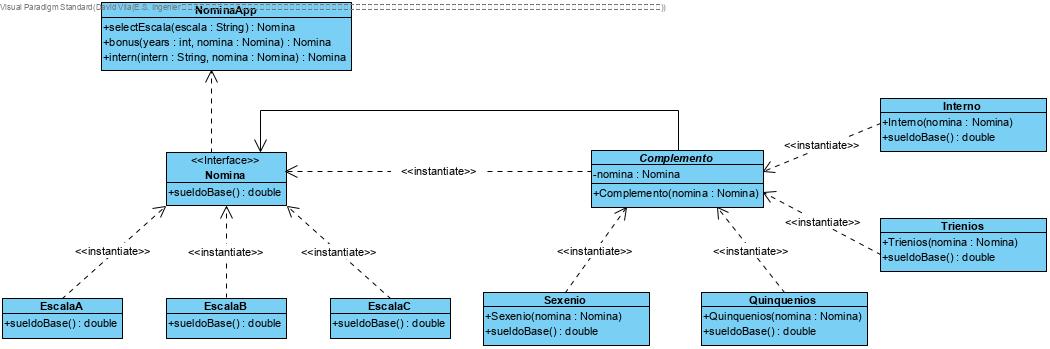 Visual Paradigm Standard(David Vila(E.S. Ingenier
NominaApp
+selectEscala(escala : String) : Nomina
+bonus(years : int, nomina : Nomina) : Nomina
+intern(intern : String, nomina : Nomina) : Nomina
<<Interface>>
Nomina
+sueldoBase() : double
<<instantiate>>
Complemento
-nomina : Nomina
+Complemento(nomina : Nomina)
Interno
+Interno(nomina : Nomina)
+sueldoBase() : double
<<instantiate>>
<<instantiate>>
Trienios
+Trienios(nomina : Nomina)
+sueldoBase() : double
<<instantiate>>
<<instantiate>>
<<instantiate>>
<<instantiate>>
<<instantiate>>
EscalaA
+sueldoBase() : double
EscalaB
+sueldoBase() : double
EscalaC
+sueldoBase() : double
Sexenio
+Sexenio(nomina : Nomina)
+sueldoBase() : double
Quinquenios
+Quinquenios(nomina : Nomina)
+sueldoBase() : double